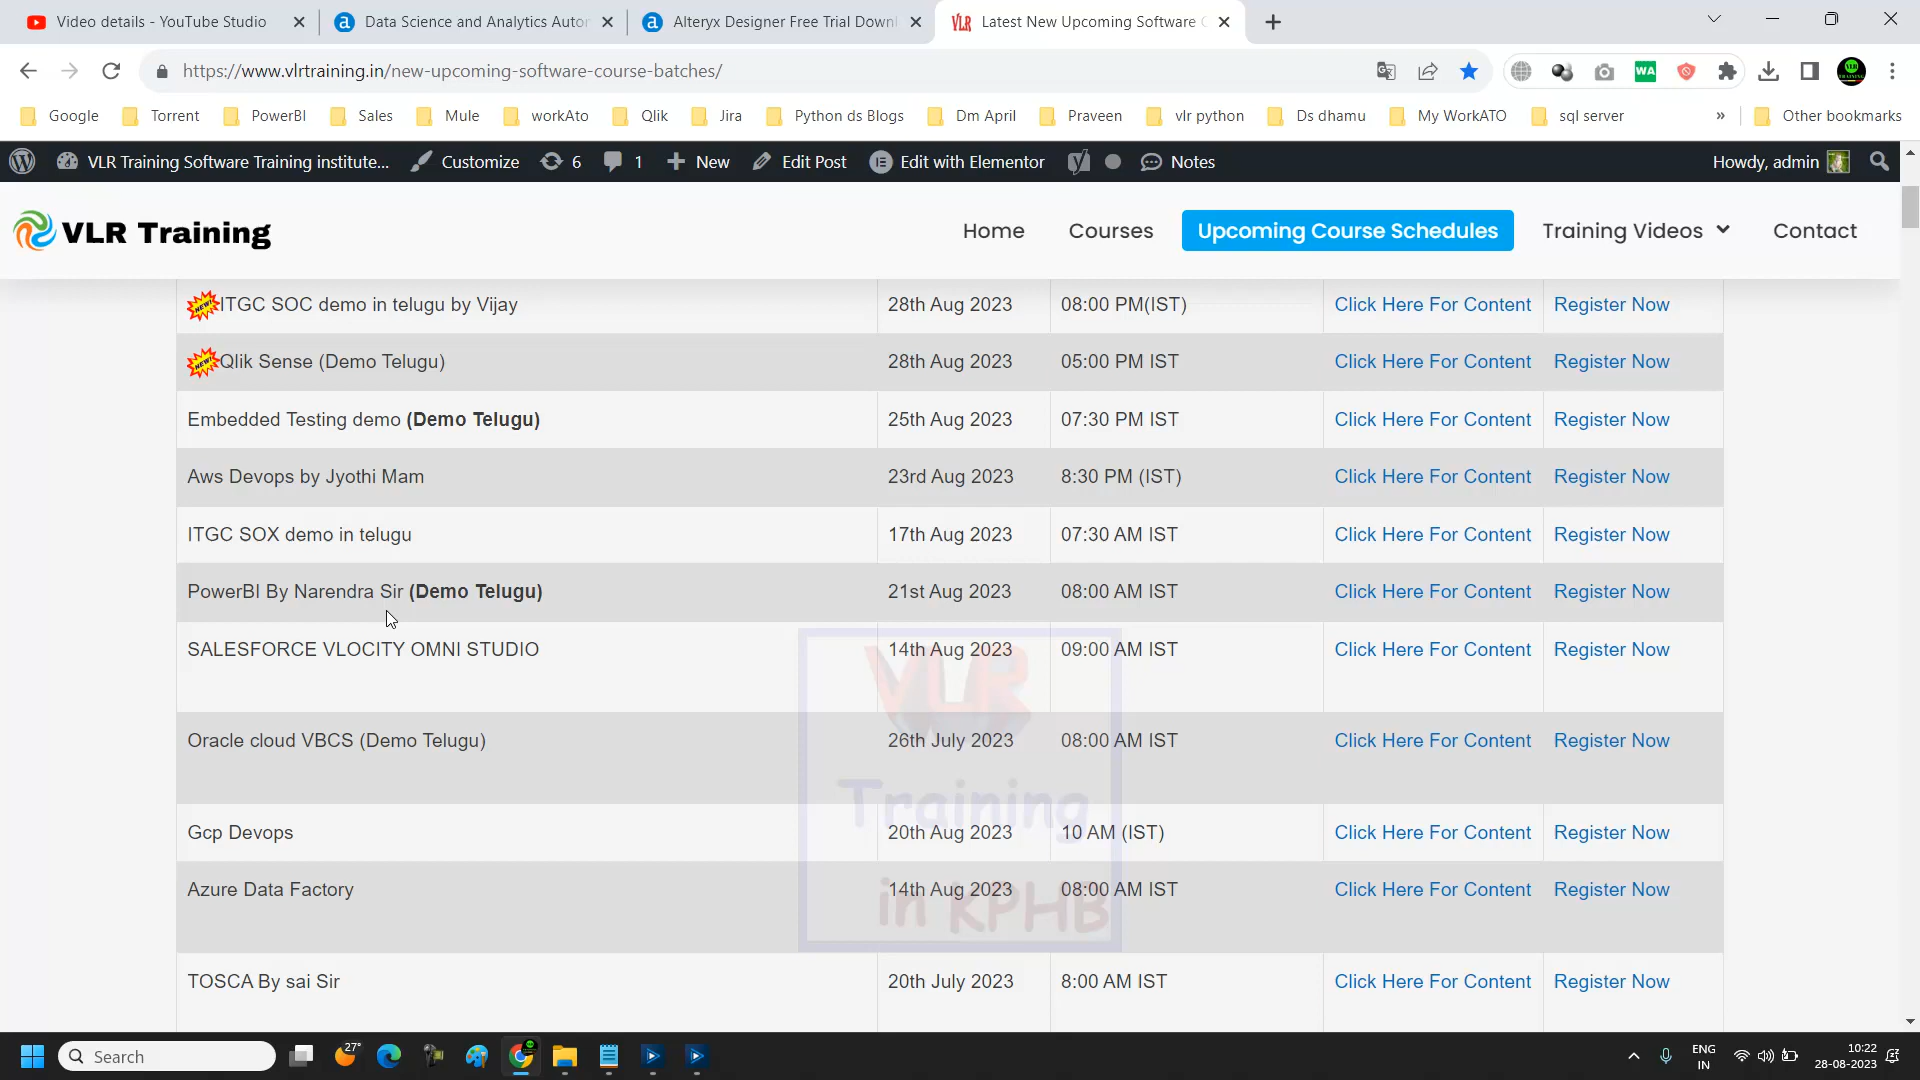 Video details - YouTube Studio
Data Science and Analytics Autor
Alteryx Designer Free Trial Downl
VLR Latest New Upcoming Software C
https://www.vlrtraining.in/new-upcoming-software-course-batches/
WA
Google Torrent PowerBI Sales Mule workAto Qlik Jira Python ds Blogs Dm April Praveen vlr python Ds dhamu My WorkATO sql server » Other bookmarks
VLR Training Software Training institute... Customize 6 1 New Edit Post Edit with Elementor Notes Howdy, admin
VLR Training Home Courses Upcoming Course Schedules Training Videos Contact
NEW! ITGC SOC demo in telugu by Vijay 28th Aug 2023 08:00 PM(IST) Click Here For Content Register Now
NEW! Qlik Sense (Demo Telugu) 28th Aug 2023 05:00 PM IST Click Here For Content Register Now
Embedded Testing demo (Demo Telugu) 25th Aug 2023 07:30 PM IST Click Here For Content Register Now
Aws Devops by Jyothi Mam 23rd Aug 2023 8:30 PM (IST) Click Here For Content Register Now
ITGC SOX demo in telugu 17th Aug 2023 07:30 AM IST Click Here For Content Register Now
PowerBI By Narendra Sir (Demo Telugu) 21st Aug 2023 08:00 AM IST Click Here For Content Register Now
SALESFORCE VLOCITY OMNI STUDIO 14th Aug 2023 09:00 AM IST Click Here For Content Register Now
Oracle cloud VBCS (Demo Telugu) 26th July 2023 08:00 AM IST Click Here For Content Register Now
Gcp Devops 20th Aug 2023 10 AM (IST) Click Here For Content Register Now
Azure Data Factory 14th Aug 2023 08:00 AM IST Click Here For Content Register Now
TOSCA By sai Sir 20th July 2023 8:00 AM IST Click Here For Content Register Now
VLR
Training
in KPHB
Search
27°
ENG
IN
10:22
28-08-2023